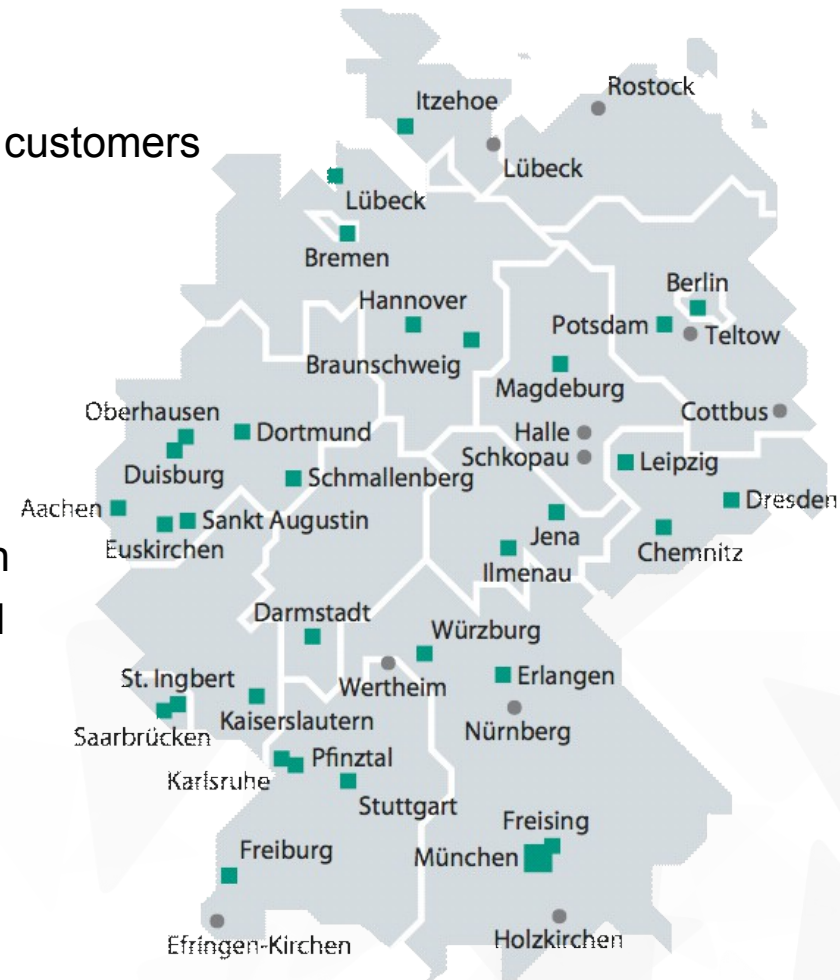 Rostock
Itzehoe
customers
Lübeck
Lübeck
Bremen
Berlin
Hannover
Potsdam
Teltow
Braunschweig
Magdeburg
Oberhausen
Cottbus
Dortmund
Halle
Schkopau
Leipzig
Duisburg
Schmallenberg
Dresden
Aachen
Sankt Augustin
Jena
Euskirchen
Chemnitz
Ilmenau
Darmstadt
Würzburg
St. Ingbert
Erlangen
Wertheim
Kaiserslautern
Nürnberg
Saarbrücken
Pfinztal
Karlsruhe
Stuttgart
Freising
Freiburg
München
Efringen-Kirchen
Holzkirchen